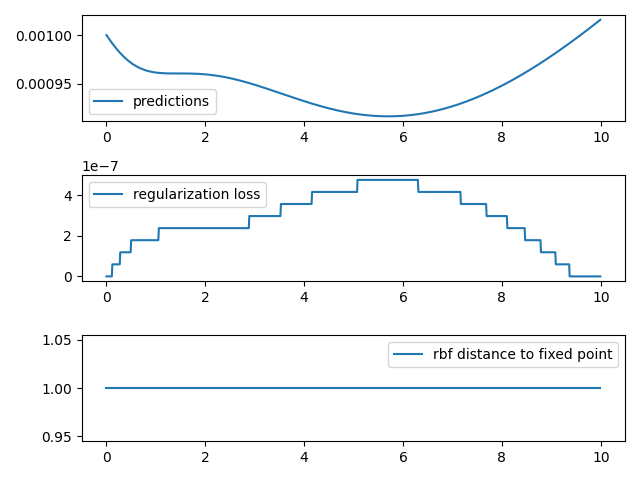 0.00100
0.00095
predictions
0 2 4 6 8 10
1e−7
4
2
0
regularization loss
0 2 4 6 8 10
1.05
1.00
0.95
rbf distance to fixed point
0 2 4 6 8 10